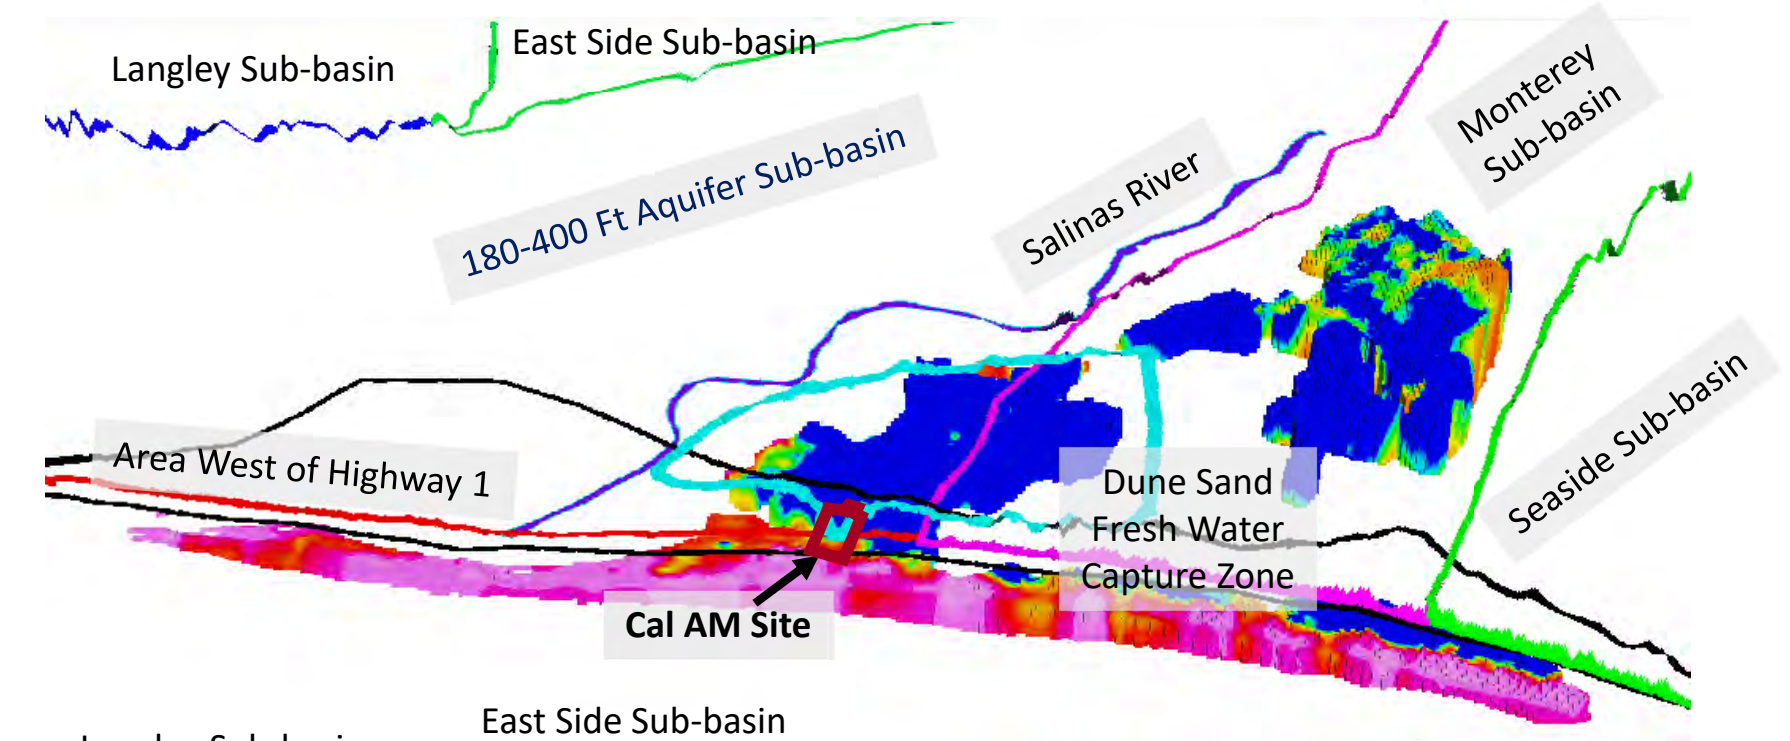 East Side Sub-basin
Langley Sub-basin
Monterey
Sub-basin
180-400 Ft Aquifer Sub-basin
Salinas River
Seaside Sub-basin
Area West of Highway 1
Dune Sand
Fresh Water
Capture Zone
Cal AM Site
East Side Sub-basin